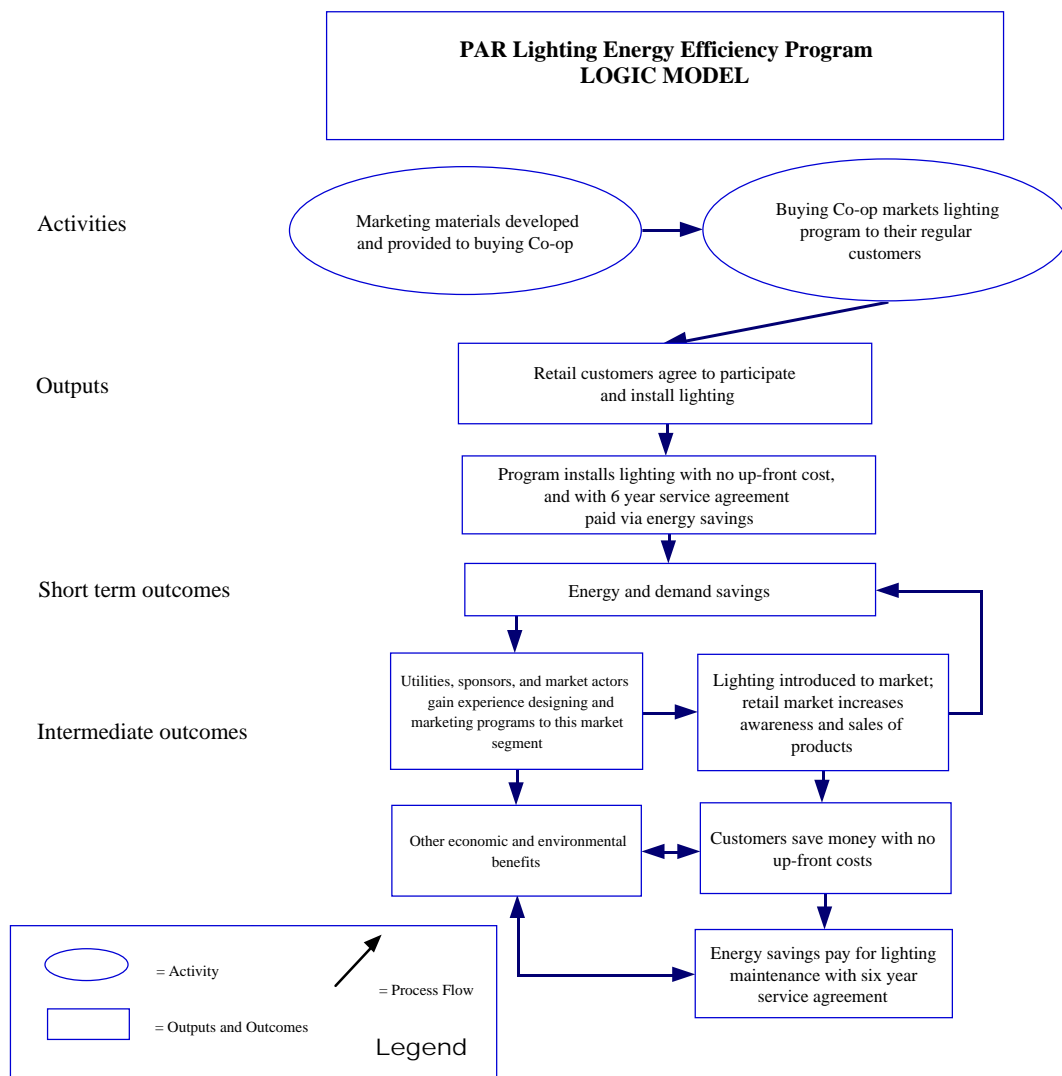 PAR Lighting Energy Efficiency Program
LOGIC MODEL
Activities
Marketing materials developed
and provided to buying Co-op
Buying Co-op markets lighting
program to their regular
customers
Outputs
Retail customers agree to participate
and install lighting
Program installs lighting with no up-front cost,
and with 6 year service agreement
paid via energy savings
Short term outcomes
Energy and demand savings
Intermediate outcomes
Utilities, sponsors, and market actors
gain experience designing and
marketing programs to this market
segment
Lighting introduced to market;
retail market increases
awareness and sales of
products
Other economic and environmental
benefits
Customers save money with no
up-front costs
Energy savings pay for lighting
maintenance with six year
service agreement
= Activity
= Process Flow
= Outputs and Outcomes
Legend